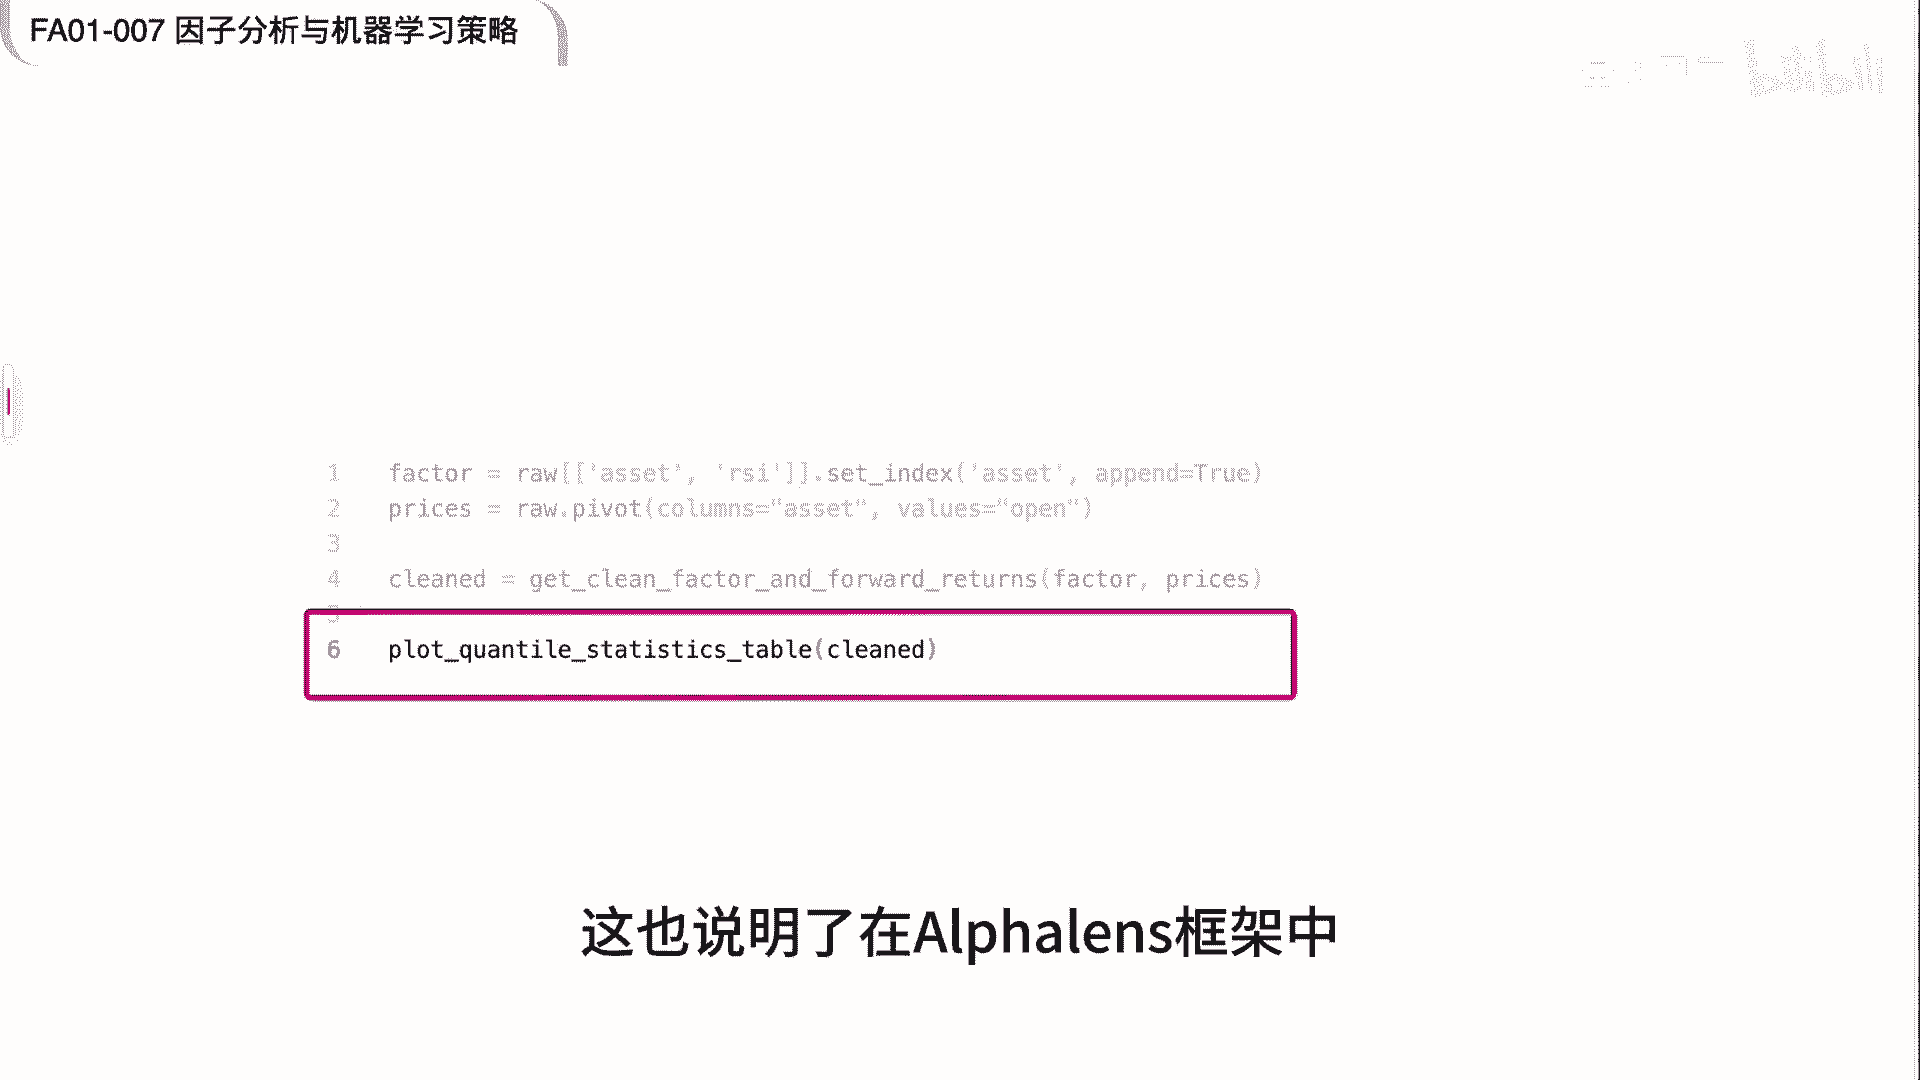 FA01-007 因子分析与机器学习策略
bilibili
1 factor = raw[['asset', 'rsi']].set_index('asset', append=True)
2 prices = raw.pivot(columns="asset", values="open")
3
4 cleaned = get_clean_factor_and_forward_returns(factor, prices)
5
6 plot_quantile_statistics_table(cleaned)
这也说明了在Alphalens框架中